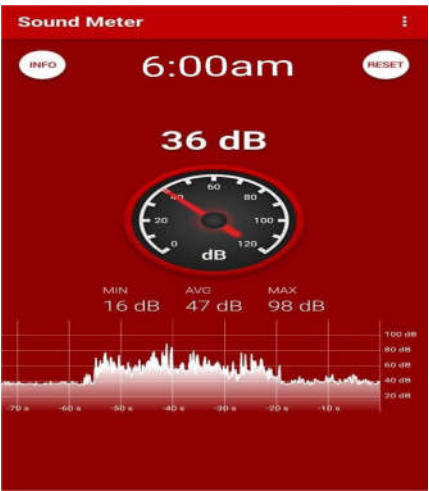 Sound Meter
INFO 6:00am RESET
36 dB
0 20 40 60 80 100 120
dB
MIN AVG MAX
16 dB 47 dB 98 dB
100 dB
80 dB
60 dB
40 dB
20 dB
-70 s -60 s -50 s -40 s -30 s -20 s -10 s